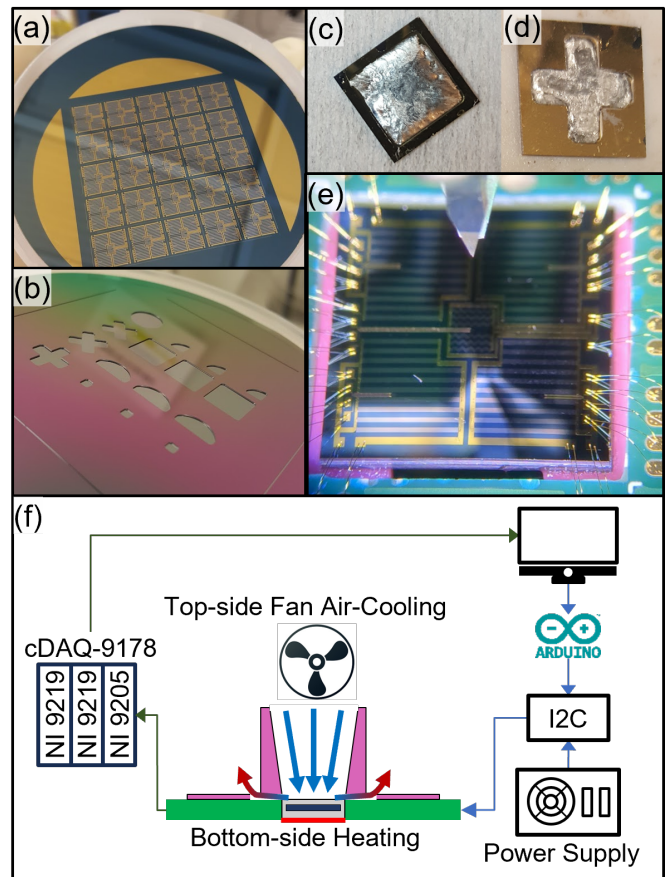 (a)
(b)
(c)
(d)
(e)
(f)
Top-side Fan Air-Cooling
cDAQ-9178
NI 9219
NI 9219
NI 9205
ARDUINO
I2C
Bottom-side Heating
Power Supply